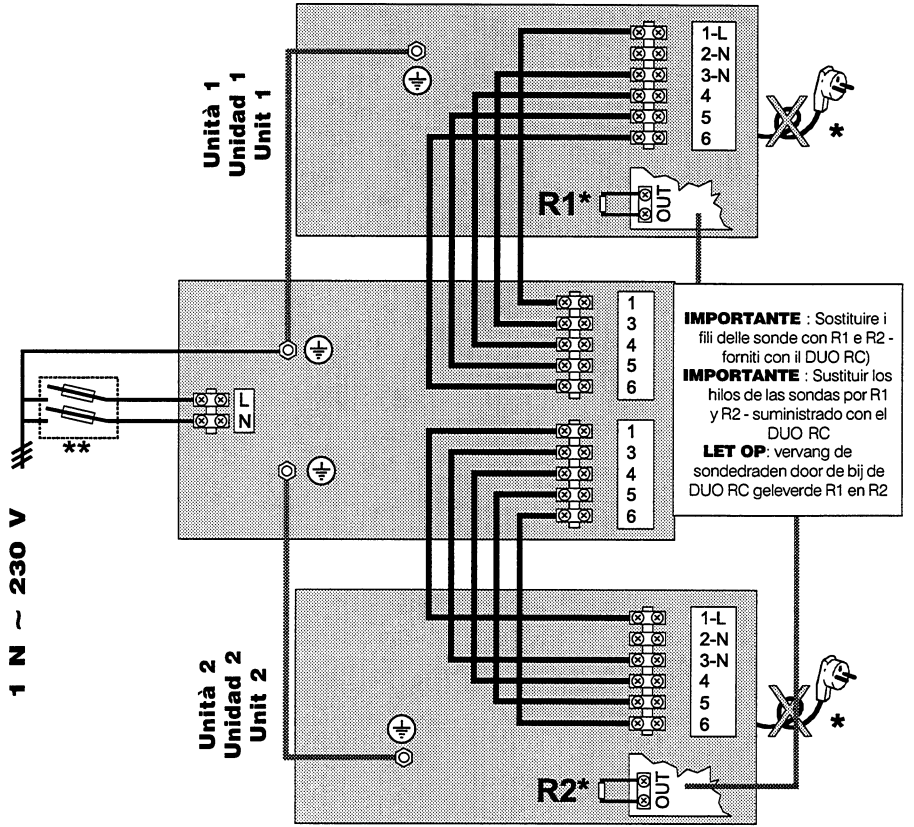 Unità 1
Unidad 1
Unit 1
1-L
2-N
3-N
4
5
6
*
R1*
OUT
1
3
4
5
6
L
N
**
1
3
4
5
6
IMPORTANTE : Sostituire i
fili delle sonde con R1 e R2 -
forniti con il DUO RC)
IMPORTANTE : Sustituir los
hilos de las sondas por R1
y R2 - suministrado con el
DUO RC
LET OP: vervang de
sondedraden door de bij de
DUO RC geleverde R1 en R2
1 N ~ 230 V
Unità 2
Unidad 2
Unit 2
1-L
2-N
3-N
4
5
6
*
R2*
OUT